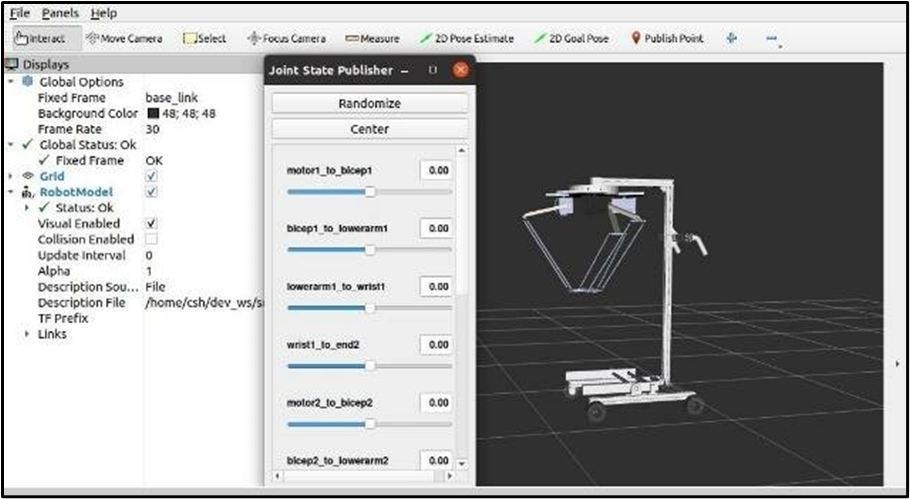 File Panels Help
Interact Move Camera Select Focus Camera Measure 2D Pose Estimate 2D Goal Pose Publish Point
Displays
Global Options
Fixed Frame base_link
Background Color 48; 48; 48
Frame Rate 30
Global Status: Ok
Fixed Frame OK
Grid
RobotModel
Status: Ok
Visual Enabled
Collision Enabled
Update Interval 0
Alpha 1
Description Sou... File
Description File /home/csh/dev_ws/s
TF Prefix
Links
Joint State Publisher
Randomize
Center
motor1_to_bicep1 0.00
bicep1_to_lowerarm1 0.00
lowerarm1_to_wrist1 0.00
wrist1_to_end2 0.00
motor2_to_bicep2 0.00
bicep2_to_lowerarm2 0.00